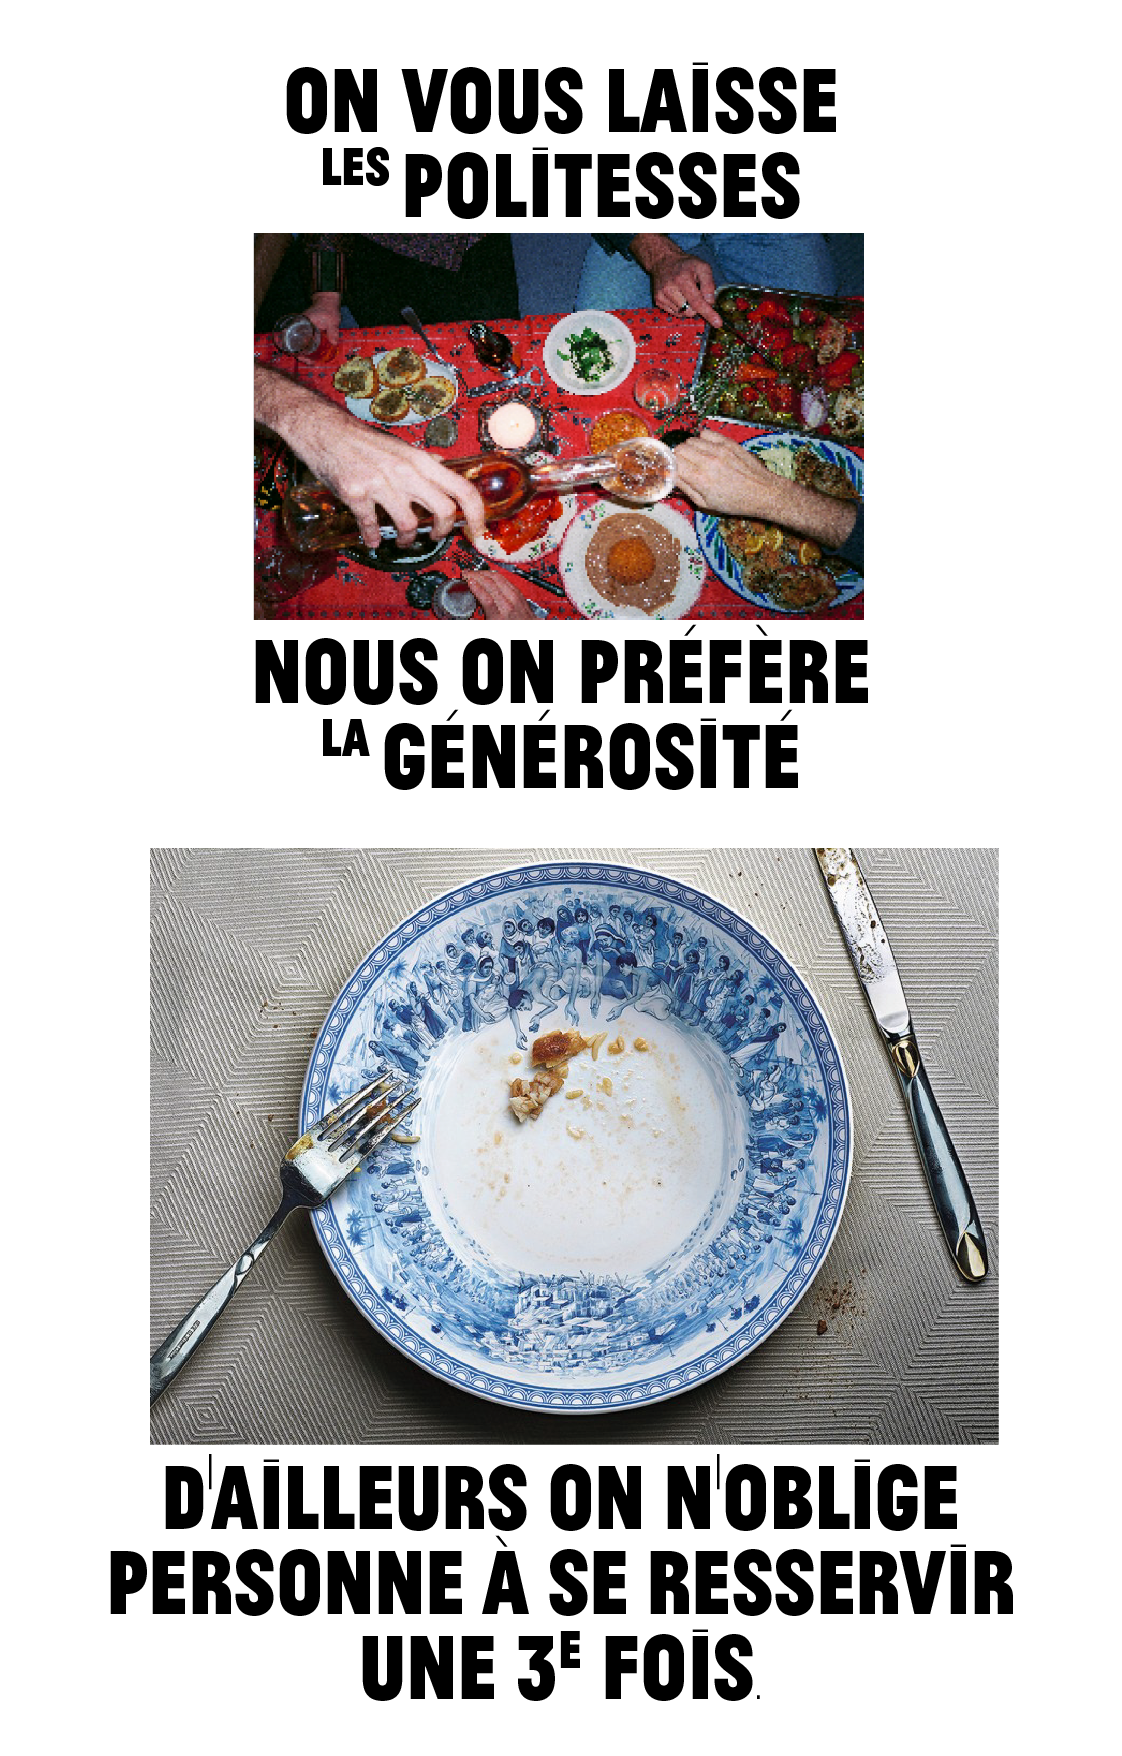 ON VOUS LAISSE
LES POLITESSES
NOUS ON PRÉFÈRE
LA GÉNÉROSITÉ
D'AILLEURS ON N'OBLIGE
PERSONNE À SE RESSERVIR
UNE 3E FOIS.